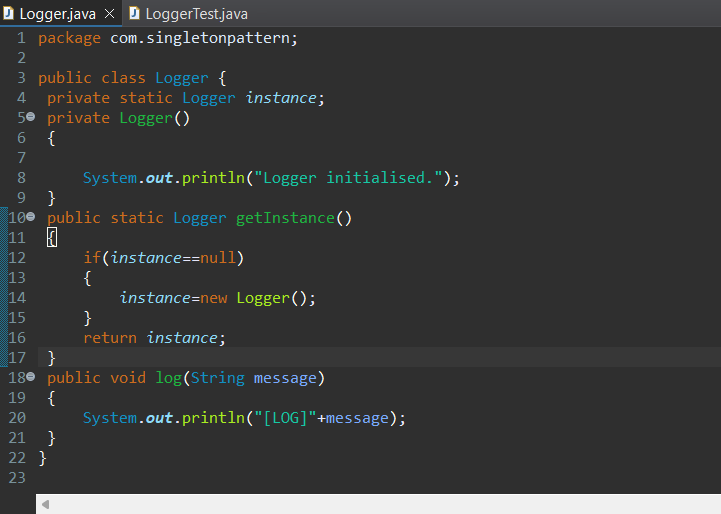 Logger.java LoggerTest.java
1 package com.singletonpattern;
2
3 public class Logger {
4 private static Logger instance;
5 private Logger()
6 {
7
8 System.out.println("Logger initialised.");
9 }
10 public static Logger getInstance()
11 {
12 if(instance==null)
13 {
14 instance=new Logger();
15 }
16 return instance;
17 }
18 public void log(String message)
19 {
20 System.out.println("[LOG]"+message);
21 }
22 }
23